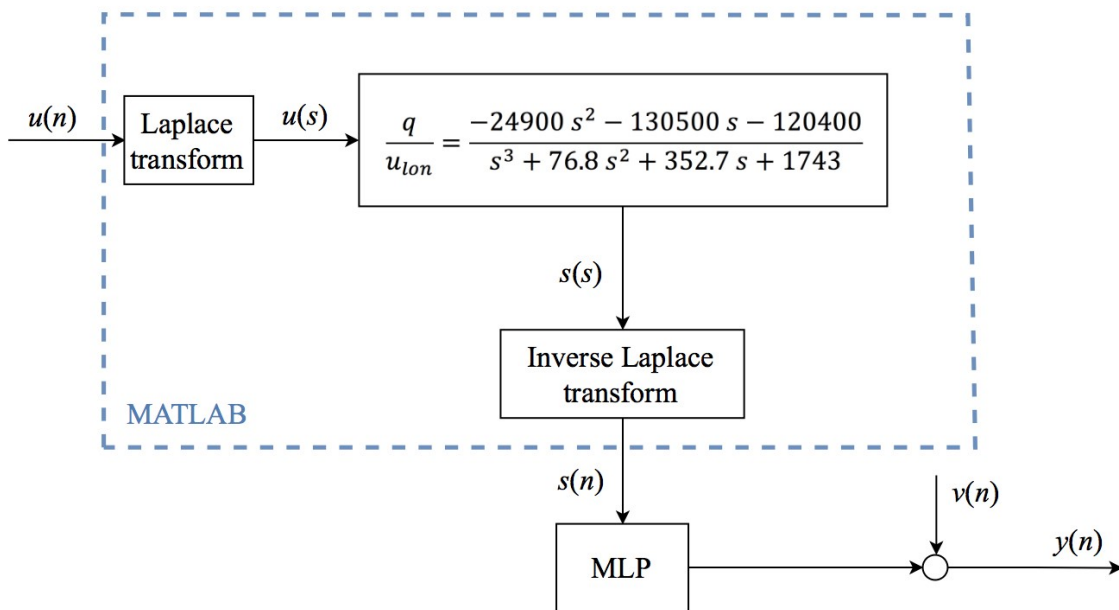 u(n)
Laplace
transform
u(s)
q/u_lon = (−24900 s² − 130500 s − 120400)/(s³ + 76.8 s² + 352.7 s + 1743)
s(s)
Inverse Laplace
transform
MATLAB
s(n)
v(n)
MLP
y(n)